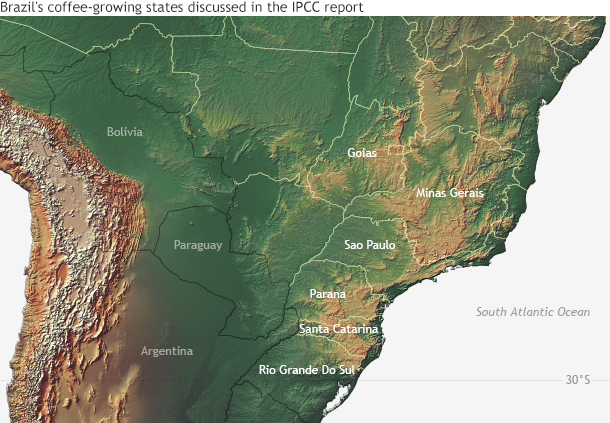 Brazil's coffee-growing states discussed in the IPCC report
Bolivia
Goias
Minas Gerais
Paraguay
Sao Paulo
Parana
South Atlantic Ocean
Santa Catarina
Argentina
Rio Grande Do Sul
30°S